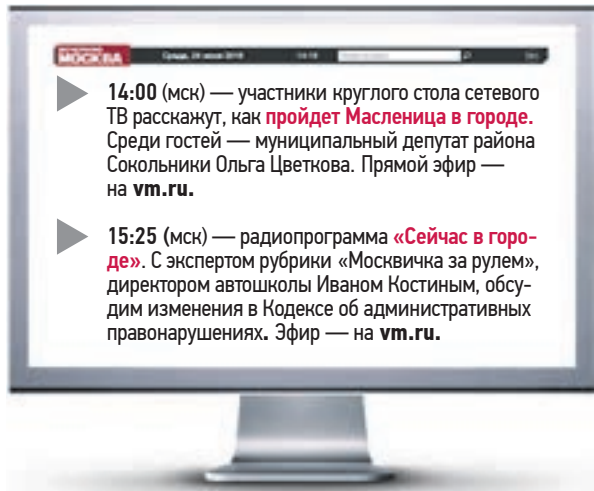 МОСКВА
14:00 (мск) — участники круглого стола сетевого
ТВ расскажут, как пройдет Масленица в городе.
Среди гостей — муниципальный депутат района
Сокольники Ольга Цветкова. Прямой эфир —
на vm.ru.
15:25 (мск) — радиопрограмма «Сейчас в горо-
де». С экспертом рубрики «Москвичка за рулем»,
директором автошколы Иваном Костиным, обсу-
дим изменения в Кодексе об административных
правонарушениях. Эфир — на vm.ru.